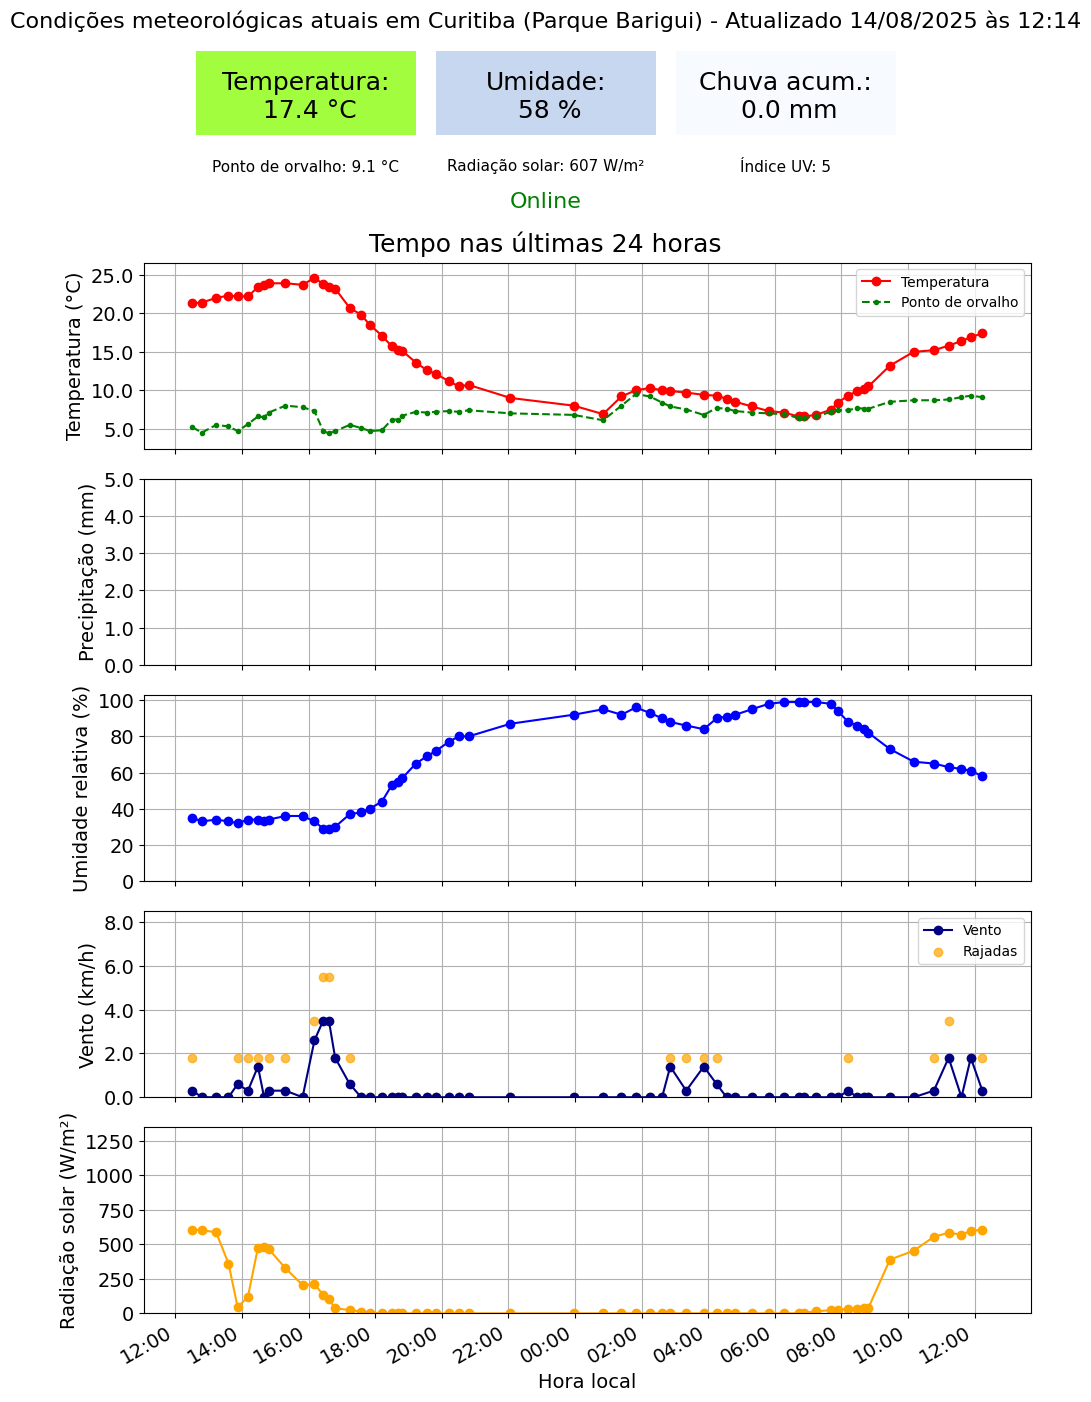 Condições meteorológicas atuais em Curitiba (Parque Barigui) - Atualizado 14/08/2025 às 12:14
Temperatura:
17.4 °C
Umidade:
58 %
Chuva acum.:
0.0 mm
Ponto de orvalho: 9.1 °C
Radiação solar: 607 W/m²
Índice UV: 5
Online
Tempo nas últimas 24 horas
Temperatura (°C)
25.0
20.0
15.0
10.0
5.0
Temperatura
Ponto de orvalho
Precipitação (mm)
5.0
4.0
3.0
2.0
1.0
0.0
Umidade relativa (%)
100
80
60
40
20
0
Vento (km/h)
8.0
6.0
4.0
2.0
0.0
Vento
Rajadas
Radiação solar (W/m²)
1250
1000
750
500
250
0
12:00
14:00
16:00
18:00
20:00
22:00
00:00
02:00
04:00
06:00
08:00
10:00
12:00
Hora local